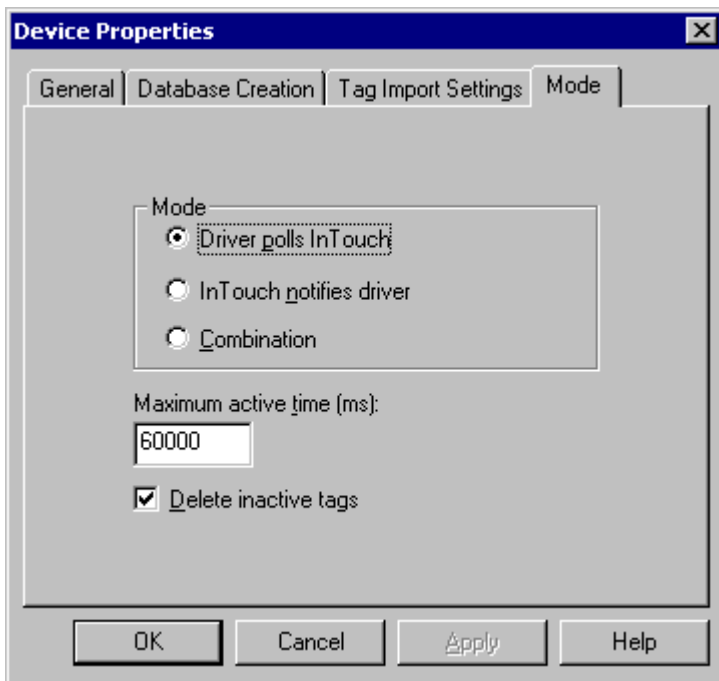 Device Properties
General Database Creation Tag Import Settings Mode
Mode
Driver polls InTouch
InTouch notifies driver
Combination
Maximum active time (ms):
60000
Delete inactive tags
OK Cancel Apply Help